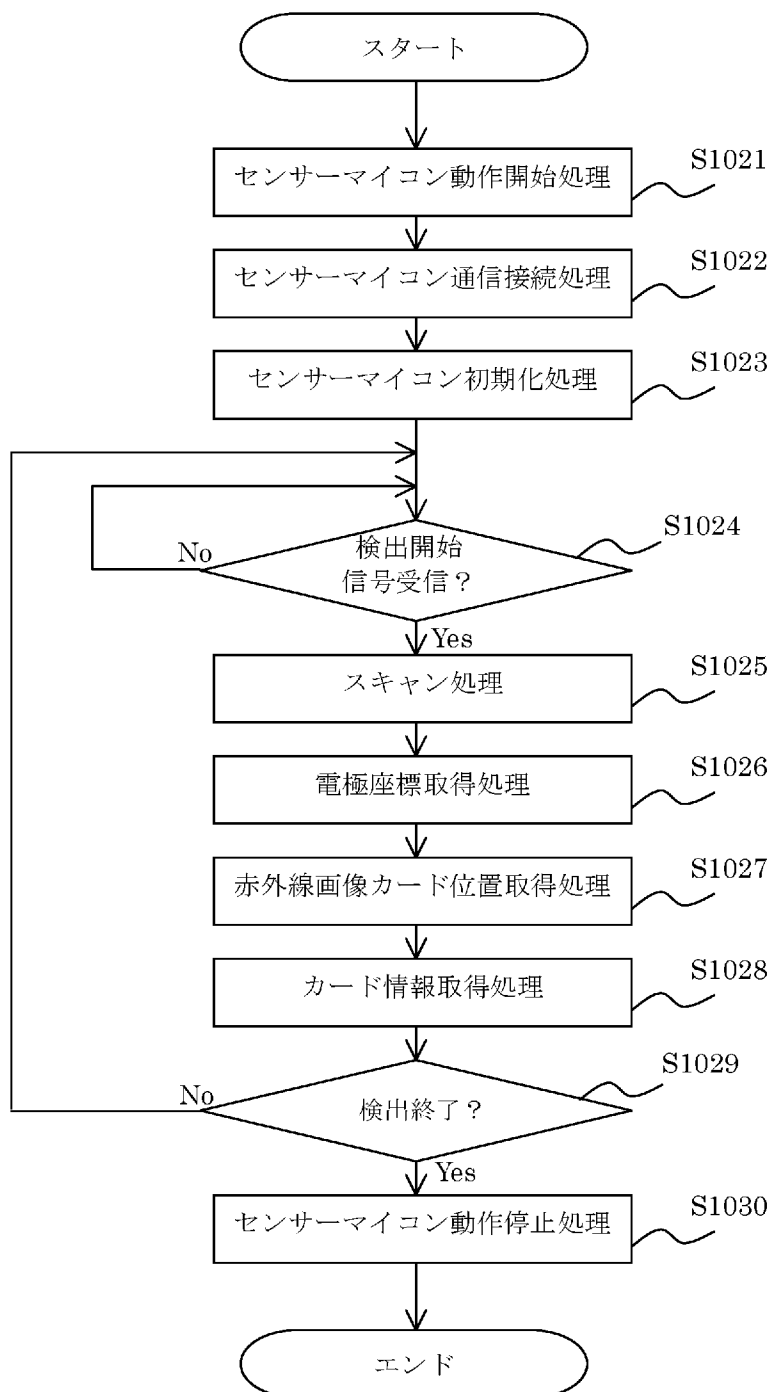 スタート
センサーマイコン動作開始処理
S1021
センサーマイコン通信接続処理
S1022
センサーマイコン初期化処理
S1023
検出開始
信号受信?
S1024
No
Yes
スキャン処理
S1025
電極座標取得処理
S1026
赤外線画像カード位置取得処理
S1027
カード情報取得処理
S1028
検出終了?
S1029
No
Yes
センサーマイコン動作停止処理
S1030
エンド